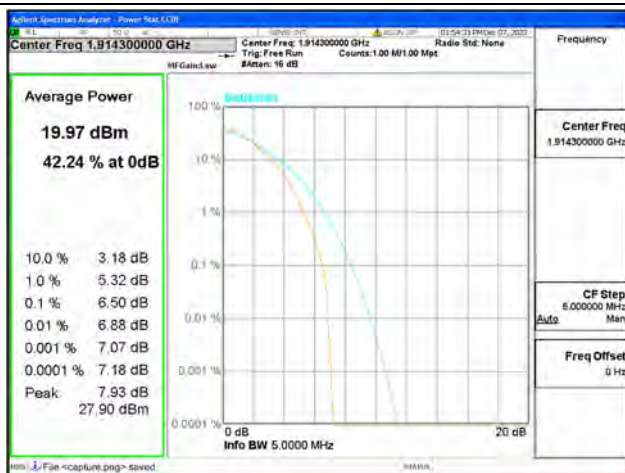 Agilent Spectrum Analyzer - Power Stat CCDF
Center Freq 1.914300000 GHz
Center Freq: 1.914300000 GHz
Radio Std: None
Trig: Free Run
Counts:1.00 M/1.00 Mpt
#Atten: 16 dB
01:54:33 PM Dec 07, 2023
Frequency
Average Power
19.97 dBm
42.24 % at 0dB
10.0 % 3.18 dB
1.0 % 5.32 dB
0.1 % 6.50 dB
0.01 % 6.88 dB
0.001 % 7.07 dB
0.0001 % 7.18 dB
Peak 7.93 dB
27.90 dBm
100 %
10 %
1 %
0.1 %
0.01 %
0.001 %
0.0001 %
0 dB
20 dB
Info BW 5.0000 MHz
Center Freq
1.914300000 GHz
CF Step
5.000000 MHz
Auto Man
Freq Offset
0 Hz
MSG
File <capture.png> saved
STATUS